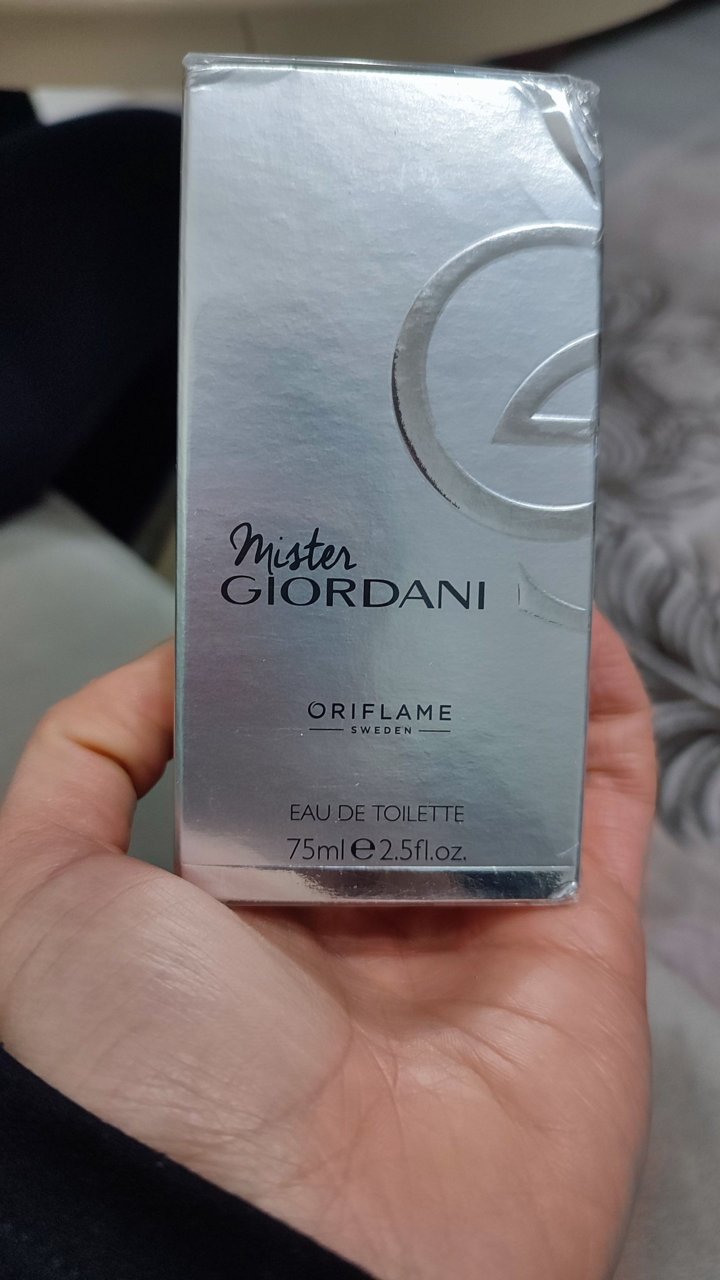 Mister
GIORDANI
ORIFLAME
SWEDEN
EAU DE TOILETTE
75ml ℮ 2.5fl.oz.